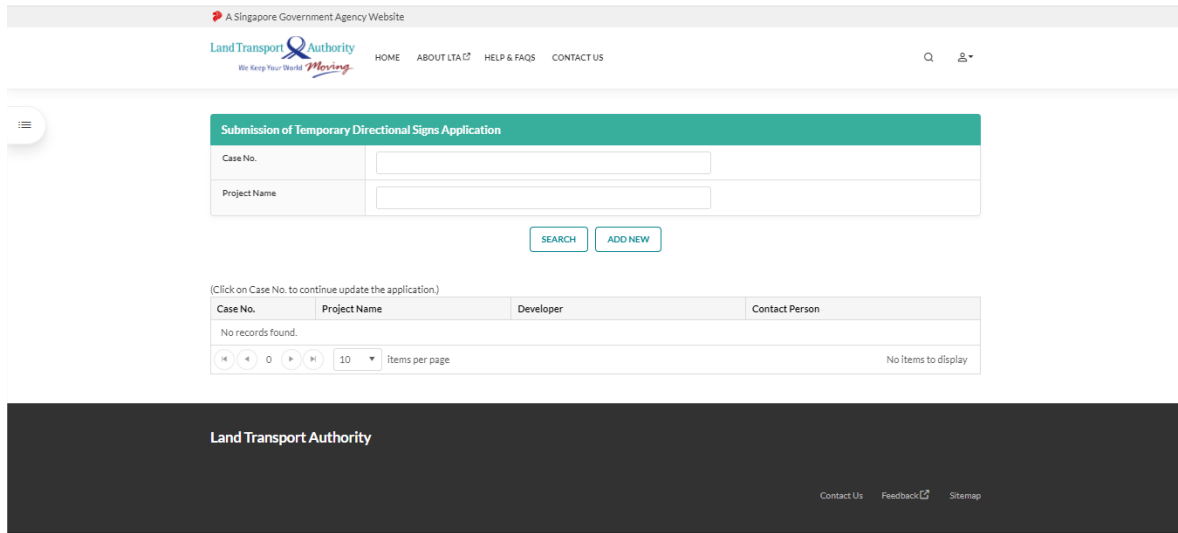 A Singapore Government Agency Website
Land Transport Authority
We Keep Your World Moving
HOME ABOUT LTA HELP & FAQS CONTACT US
Submission of Temporary Directional Signs Application
Case No.
Project Name
SEARCH ADD NEW
(Click on Case No. to continue update the application.)
Case No. Project Name Developer Contact Person
No records found.
0 10 items per page No items to display
Land Transport Authority
Contact Us Feedback Sitemap